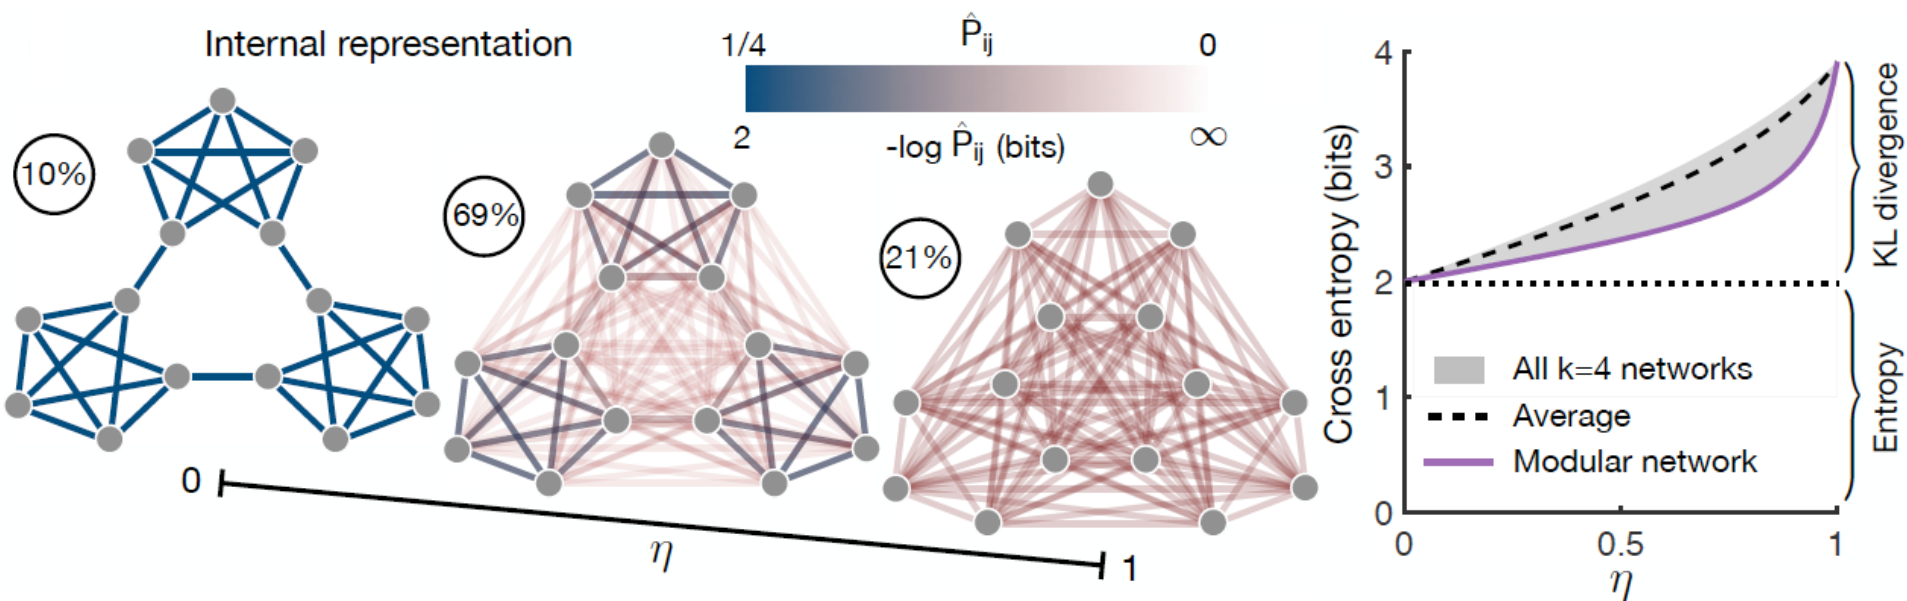 Internal representation
1/4
P̂ij
0
2
-log P̂ij (bits)
∞
10%
69%
21%
0
η
1
Cross entropy (bits)
4
3
2
1
0
All k=4 networks
Average
Modular network
0
0.5
1
η
KL divergence
Entropy